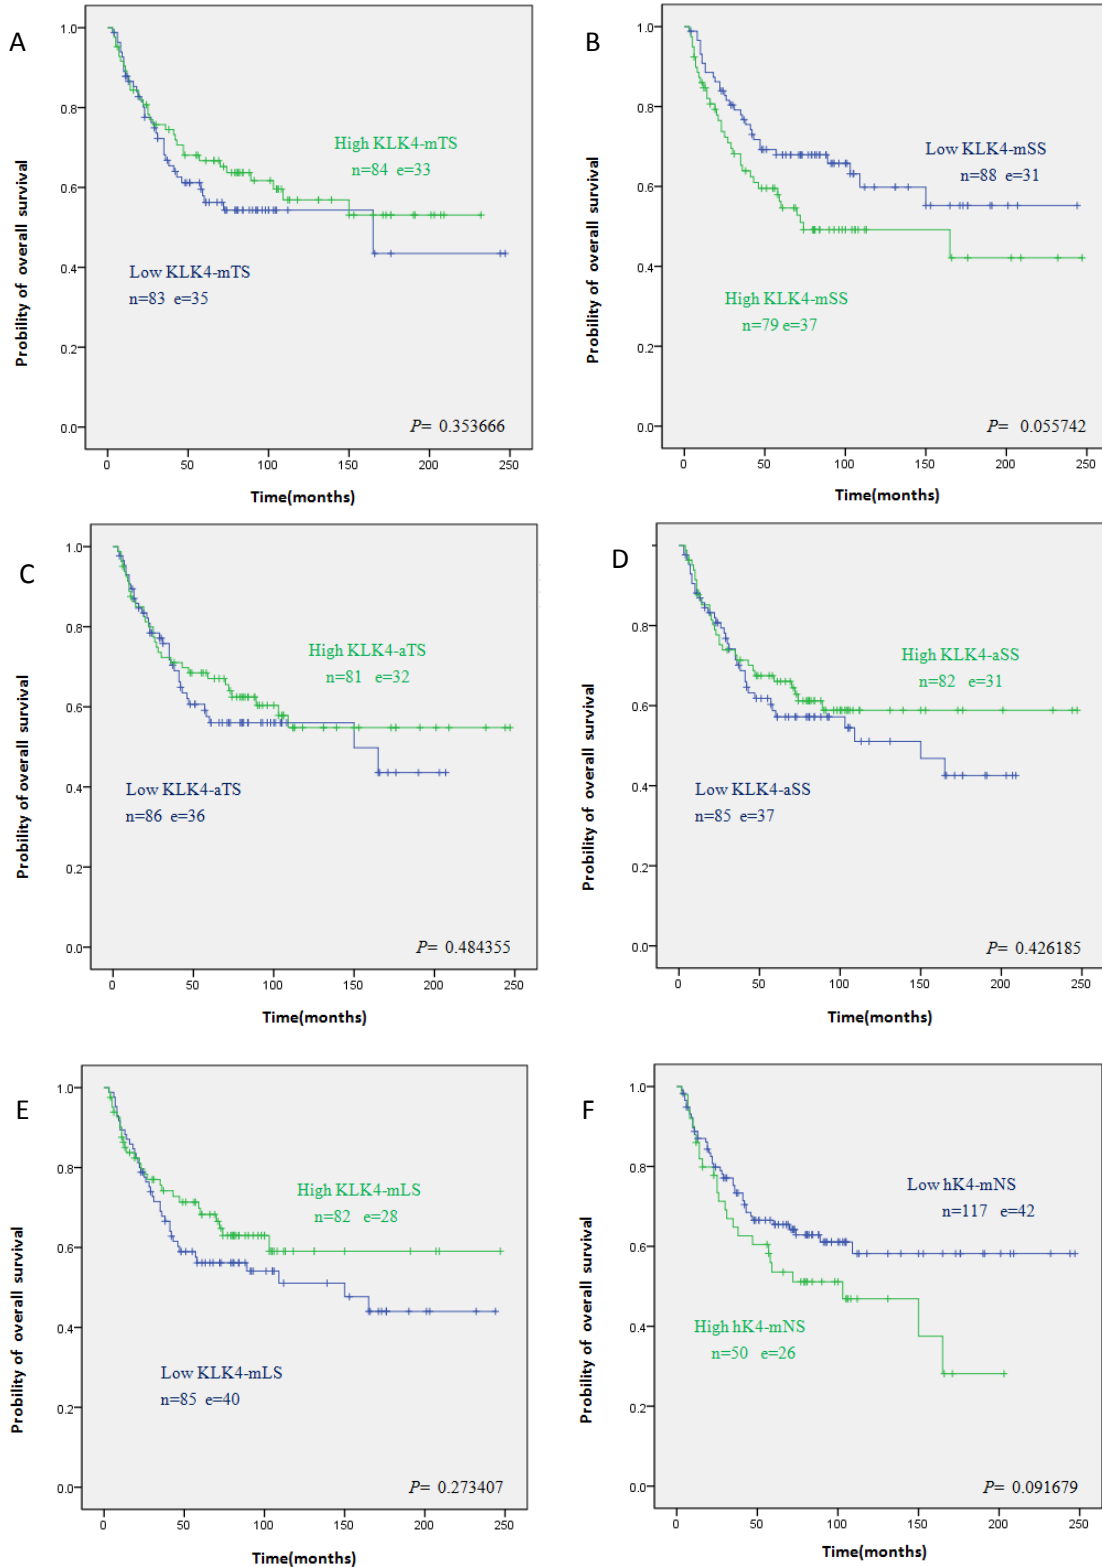 A
Probility of overall survival
1.0
0.8
0.6
0.4
0.2
0.0
High KLK4-mTS
n=84 e=33
Low KLK4-mTS
n=83 e=35
P= 0.353666
0 50 100 150 200 250
Time(months)
B
Probility of overall survival
1.0
0.8
0.6
0.4
0.2
0.0
Low KLK4-mSS
n=88 e=31
High KLK4-mSS
n=79 e=37
P= 0.055742
0 50 100 150 200 250
Time(months)
C
Probility of overall survival
1.0
0.8
0.6
0.4
0.2
0.0
High KLK4-aTS
n=81 e=32
Low KLK4-aTS
n=86 e=36
P= 0.484355
0 50 100 150 200 250
Time(months)
D
Probility of overall survival
0.8
0.6
0.4
0.2
0.0
High KLK4-aSS
n=82 e=31
Low KLK4-aSS
n=85 e=37
P= 0.426185
0 50 100 150 200 250
Time(months)
E
Probility of overall survival
1.0
0.8
0.6
0.4
0.2
0.0
High KLK4-mLS
n=82 e=28
Low KLK4-mLS
n=85 e=40
P= 0.273407
0 50 100 150 200 250
Time(months)
F
Probility of overall survival
1.0
0.8
0.6
0.4
0.2
0.0
Low hK4-mNS
n=117 e=42
High hK4-mNS
n=50 e=26
P= 0.091679
0 50 100 150 200 250
Time(months)